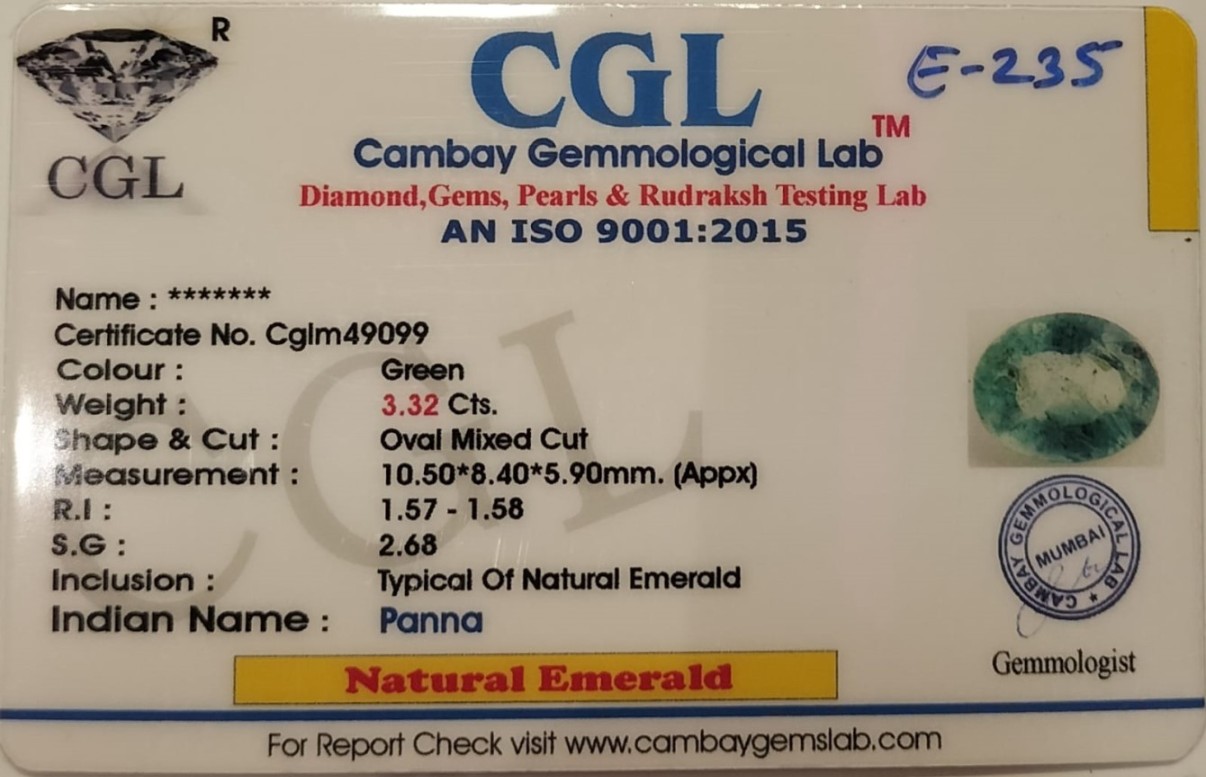 R
CGL
CGL
E-235
Cambay Gemmological Lab™
Diamond,Gems, Pearls & Rudraksh Testing Lab
AN ISO 9001:2015
Name : *******
Certificate No. Cglm49099
Colour : Green
Weight : 3.32 Cts.
Shape & Cut : Oval Mixed Cut
Measurement : 10.50*8.40*5.90mm. (Appx)
R.I : 1.57 - 1.58
S.G : 2.68
Inclusion : Typical Of Natural Emerald
Indian Name : Panna
CGL
CAMBAY GEMMOLOGICAL LAB *
MUMBAI
Gemmologist
Natural Emerald
For Report Check visit www.cambaygemslab.com